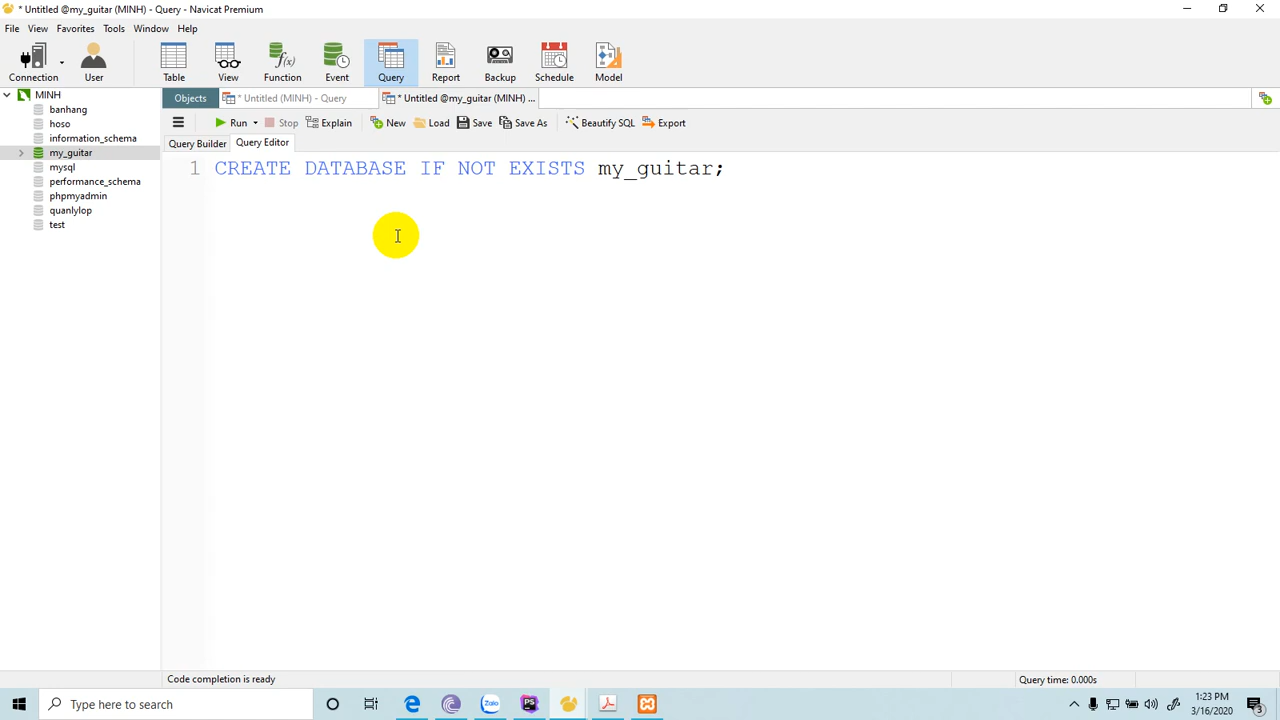 * Untitled @my_guitar (MINH) - Query - Navicat Premium
File View Favorites Tools Window Help
Connection User Table View Function Event Query Report Backup Schedule Model
f(x)
MINH
banhang
hoso
information_schema
my_guitar
mysql
performance_schema
phpmyadmin
quanlylop
test
Objects * Untitled (MINH) - Query * Untitled @my_guitar (MINH) ...
Run Stop Explain New Load Save Save As Beautify SQL Export
Query Builder Query Editor
1 CREATE DATABASE IF NOT EXISTS my_guitar;
Code completion is ready Query time: 0.000s
Type here to search
Zalo
PS
1:23 PM
3/16/2020
3